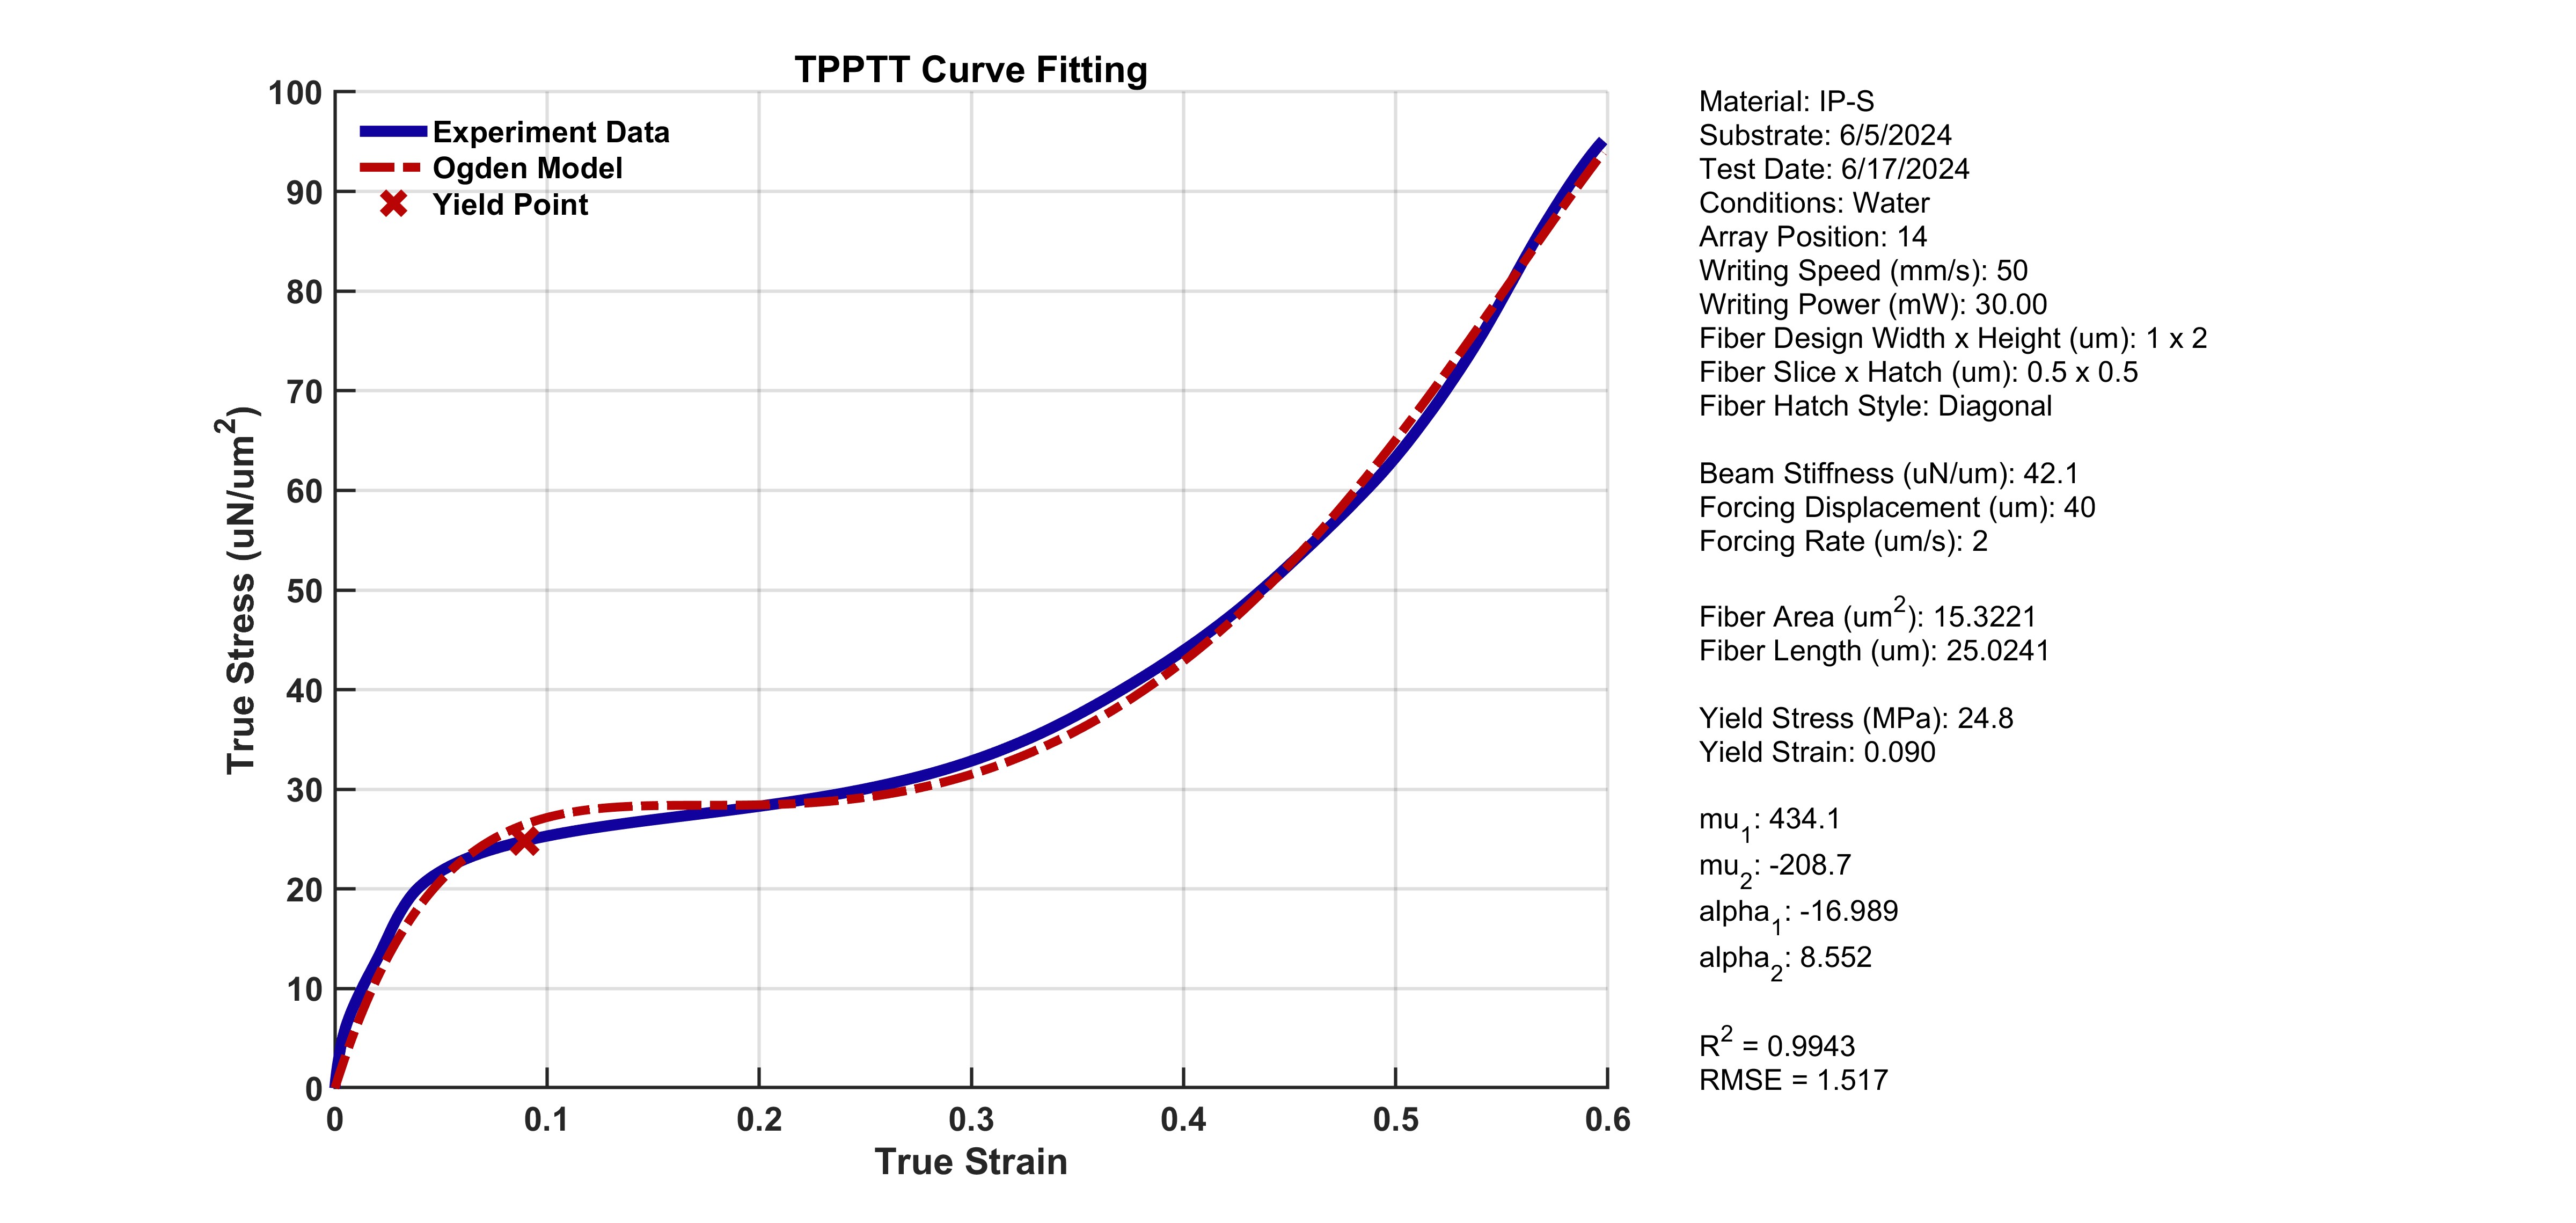 TPPTT Curve Fitting
Experiment Data
Ogden Model
Yield Point
True Stress (uN/um²)
100
90
80
70
60
50
40
30
20
10
0
0 0.1 0.2 0.3 0.4 0.5 0.6
True Strain
Material: IP-S
Substrate: 6/5/2024
Test Date: 6/17/2024
Conditions: Water
Array Position: 14
Writing Speed (mm/s): 50
Writing Power (mW): 30.00
Fiber Design Width x Height (um): 1 x 2
Fiber Slice x Hatch (um): 0.5 x 0.5
Fiber Hatch Style: Diagonal
Beam Stiffness (uN/um): 42.1
Forcing Displacement (um): 40
Forcing Rate (um/s): 2
Fiber Area (um²): 15.3221
Fiber Length (um): 25.0241
Yield Stress (MPa): 24.8
Yield Strain: 0.090
mu₁: 434.1
mu₂: -208.7
alpha₁: -16.989
alpha₂: 8.552
R² = 0.9943
RMSE = 1.517